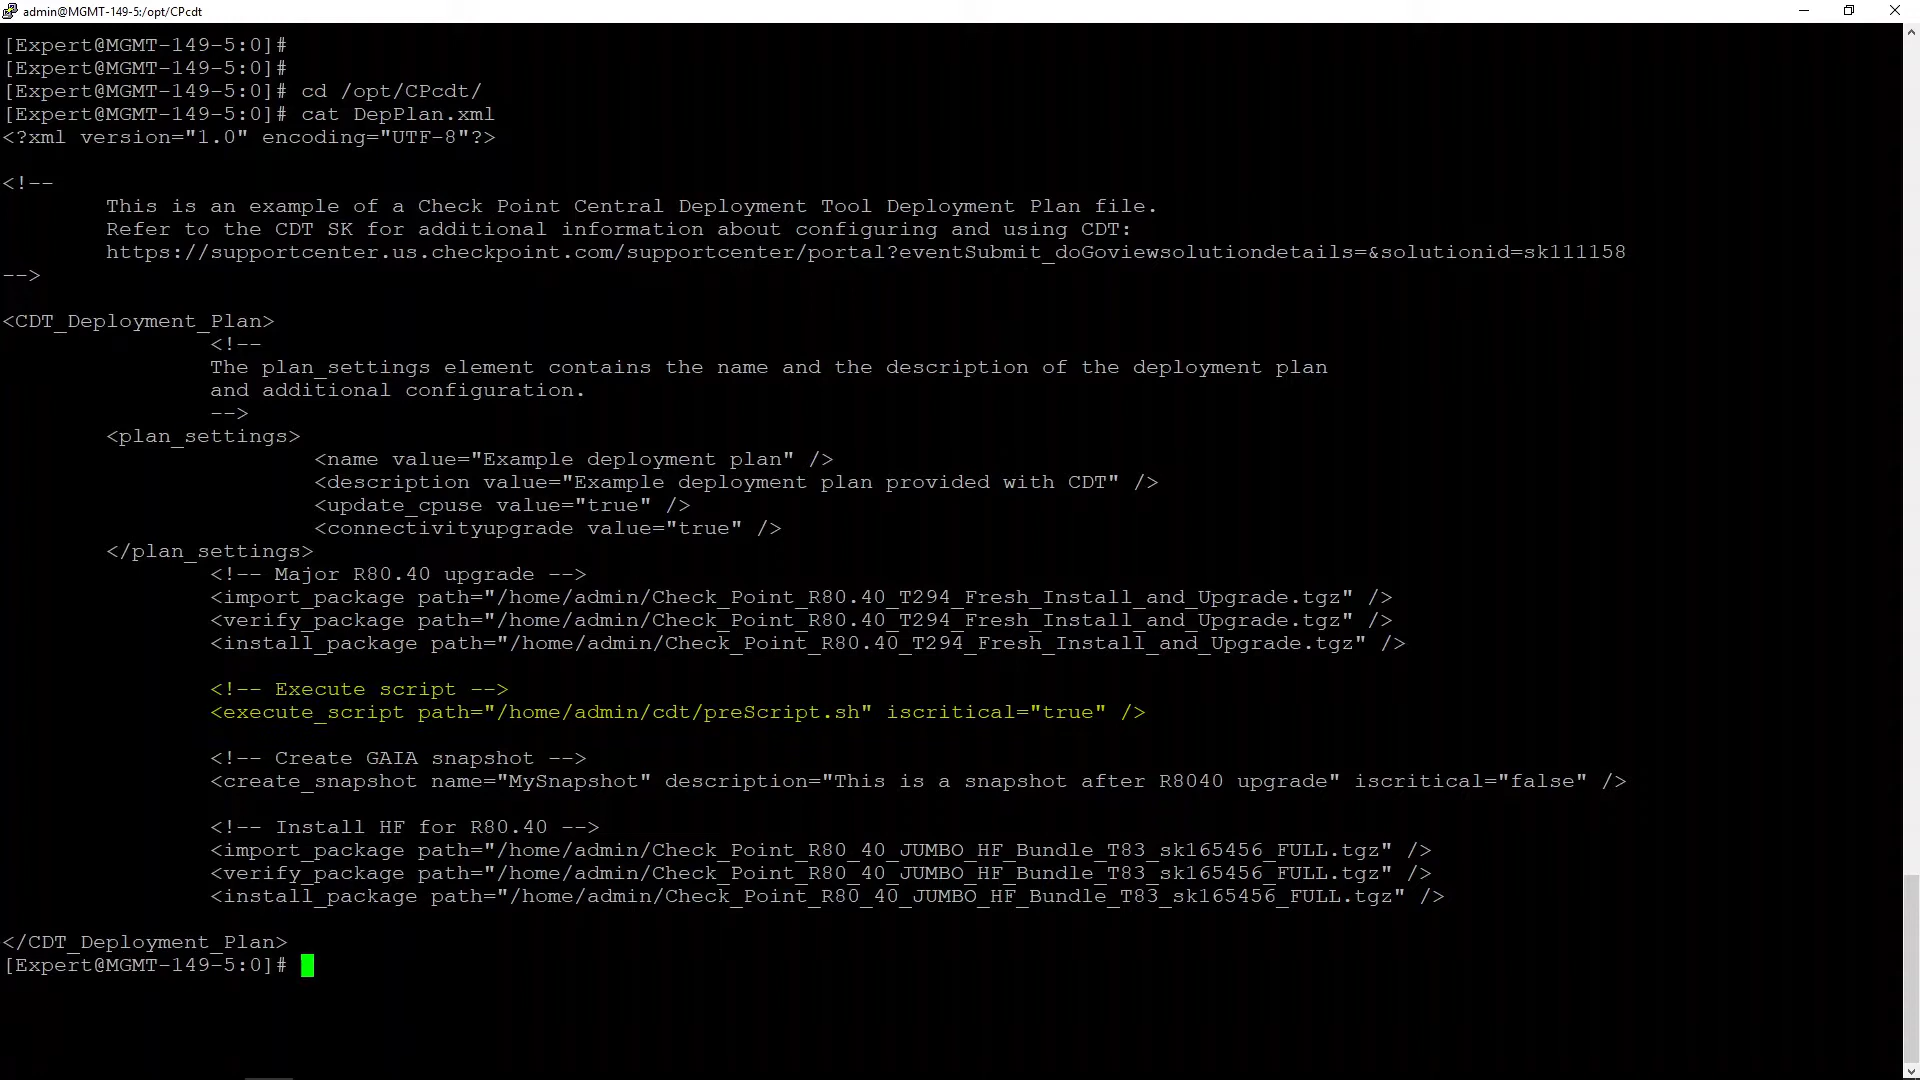 admin@MGMT-149-5:/opt/CPcdt
[Expert@MGMT-149-5:0]#
[Expert@MGMT-149-5:0]#
[Expert@MGMT-149-5:0]# cd /opt/CPcdt/
[Expert@MGMT-149-5:0]# cat DepPlan.xml
<?xml version="1.0" encoding="UTF-8"?>
<!--
This is an example of a Check Point Central Deployment Tool Deployment Plan file.
Refer to the CDT SK for additional information about configuring and using CDT:
https://supportcenter.us.checkpoint.com/supportcenter/portal?eventSubmit_doGoviewsolutiondetails=&solutionid=sk111158
-->
<CDT_Deployment_Plan>
<!--
The plan_settings element contains the name and the description of the deployment plan
and additional configuration.
-->
<plan_settings>
<name value="Example deployment plan" />
<description value="Example deployment plan provided with CDT" />
<update_cpuse value="true" />
<connectivityupgrade value="true" />
</plan_settings>
<!-- Major R80.40 upgrade -->
<import_package path="/home/admin/Check_Point_R80.40_T294_Fresh_Install_and_Upgrade.tgz" />
<verify_package path="/home/admin/Check_Point_R80.40_T294_Fresh_Install_and_Upgrade.tgz" />
<install_package path="/home/admin/Check_Point_R80.40_T294_Fresh_Install_and_Upgrade.tgz" />
<!-- Execute script -->
<execute_script path="/home/admin/cdt/preScript.sh" iscritical="true" />
<!-- Create GAIA snapshot -->
<create_snapshot name="MySnapshot" description="This is a snapshot after R8040 upgrade" iscritical="false" />
<!-- Install HF for R80.40 -->
<import_package path="/home/admin/Check_Point_R80_40_JUMBO_HF_Bundle_T83_sk165456_FULL.tgz" />
<verify_package path="/home/admin/Check_Point_R80_40_JUMBO_HF_Bundle_T83_sk165456_FULL.tgz" />
<install_package path="/home/admin/Check_Point_R80_40_JUMBO_HF_Bundle_T83_sk165456_FULL.tgz" />
</CDT_Deployment_Plan>
[Expert@MGMT-149-5:0]#